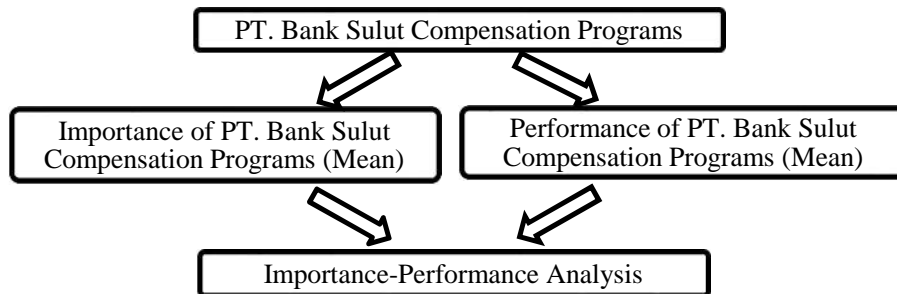 PT. Bank Sulut Compensation Programs
Importance of PT. Bank Sulut
Compensation Programs (Mean)
Performance of PT. Bank Sulut
Compensation Programs (Mean)
Importance-Performance Analysis